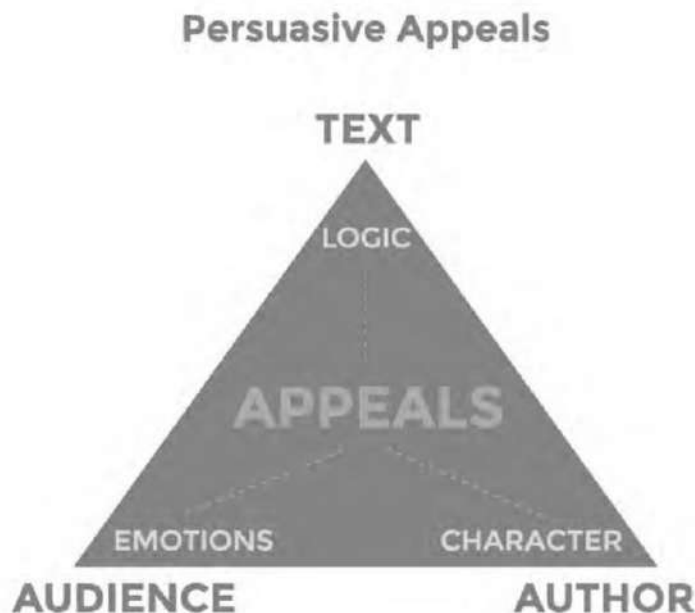 Persuasive Appeals
TEXT
LOGIC
APPEALS
EMOTIONS CHARACTER
AUDIENCE AUTHOR